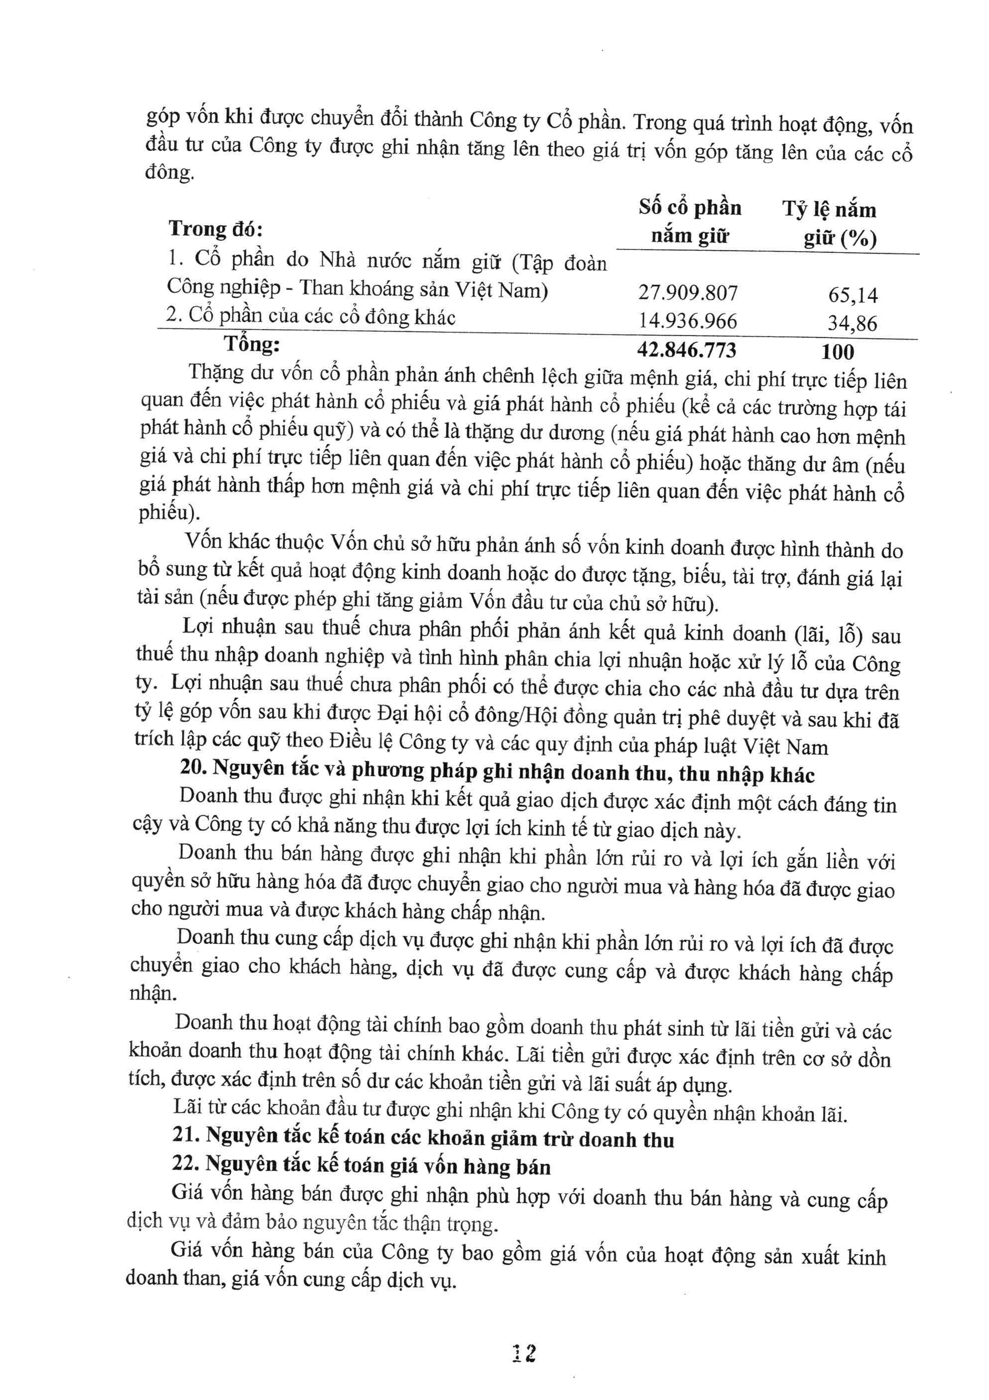 góp vốn khi được chuyển đổi thành Công ty Cổ phần. Trong quá trình hoạt động, vốn
đầu tư của Công ty được ghi nhận tăng lên theo giá trị vốn góp tăng lên của các cổ
đông.
Trong đó:
Số cổ phần nắm giữ
Tỷ lệ nắm giữ (%)
1. Cổ phần do Nhà nước nắm giữ (Tập đoàn
Công nghiệp - Than khoáng sản Việt Nam) 27.909.807 65,14
2. Cổ phần của các cổ đông khác 14.936.966 34,86
Tổng: 42.846.773 100
Thặng dư vốn cổ phần phản ánh chênh lệch giữa mệnh giá, chi phí trực tiếp liên
quan đến việc phát hành cổ phiếu và giá phát hành cổ phiếu (kể cả các trường hợp tái
phát hành cổ phiếu quỹ) và có thể là thặng dư dương (nếu giá phát hành cao hơn mệnh
giá và chi phí trực tiếp liên quan đến việc phát hành cổ phiếu) hoặc thăng dư âm (nếu
giá phát hành thấp hơn mệnh giá và chi phí trực tiếp liên quan đến việc phát hành cổ
phiếu).
Vốn khác thuộc Vốn chủ sở hữu phản ánh số vốn kinh doanh được hình thành do
bổ sung từ kết quả hoạt động kinh doanh hoặc do được tặng, biếu, tài trợ, đánh giá lại
tài sản (nếu được phép ghi tăng giảm Vốn đầu tư của chủ sở hữu).
Lợi nhuận sau thuế chưa phân phối phản ánh kết quả kinh doanh (lãi, lỗ) sau
thuế thu nhập doanh nghiệp và tình hình phân chia lợi nhuận hoặc xử lý lỗ của Công
ty. Lợi nhuận sau thuế chưa phân phối có thể được chia cho các nhà đầu tư dựa trên
tỷ lệ góp vốn sau khi được Đại hội cổ đông/Hội đồng quản trị phê duyệt và sau khi đã
trích lập các quỹ theo Điều lệ Công ty và các quy định của pháp luật Việt Nam
20. Nguyên tắc và phương pháp ghi nhận doanh thu, thu nhập khác
Doanh thu được ghi nhận khi kết quả giao dịch được xác định một cách đáng tin
cậy và Công ty có khả năng thu được lợi ích kinh tế từ giao dịch này.
Doanh thu bán hàng được ghi nhận khi phần lớn rủi ro và lợi ích gắn liền với
quyền sở hữu hàng hóa đã được chuyển giao cho người mua và hàng hóa đã được giao
cho người mua và được khách hàng chấp nhận.
Doanh thu cung cấp dịch vụ được ghi nhận khi phần lớn rủi ro và lợi ích đã được
chuyển giao cho khách hàng, dịch vụ đã được cung cấp và được khách hàng chấp
nhận.
Doanh thu hoạt động tài chính bao gồm doanh thu phát sinh từ lãi tiền gửi và các
khoản doanh thu hoạt động tài chính khác. Lãi tiền gửi được xác định trên cơ sở dồn
tích, được xác định trên số dư các khoản tiền gửi và lãi suất áp dụng.
Lãi từ các khoản đầu tư được ghi nhận khi Công ty có quyền nhận khoản lãi.
21. Nguyên tắc kế toán các khoản giảm trừ doanh thu
22. Nguyên tắc kế toán giá vốn hàng bán
Giá vốn hàng bán được ghi nhận phù hợp với doanh thu bán hàng và cung cấp
dịch vụ và đảm bảo nguyên tắc thận trọng.
Giá vốn hàng bán của Công ty bao gồm giá vốn của hoạt động sản xuất kinh
doanh than, giá vốn cung cấp dịch vụ.
12